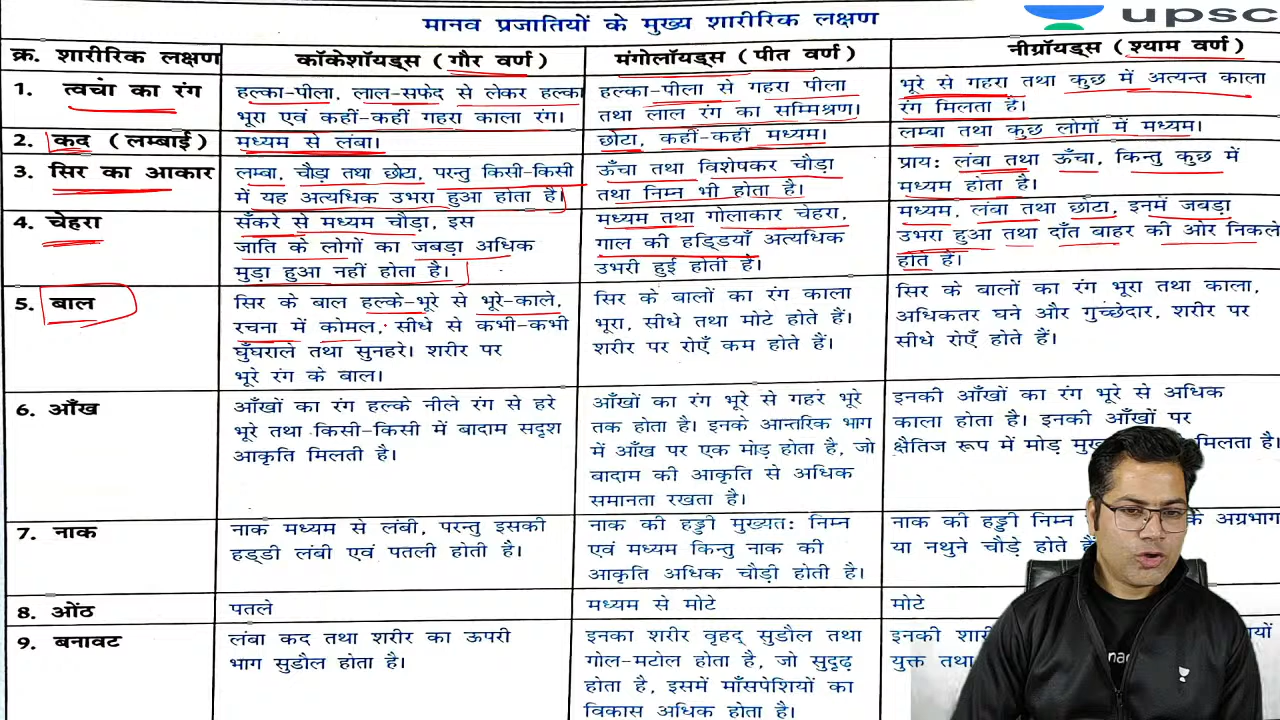 मानव प्रजातियों के मुख्य शारीरिक लक्षण
upsc
क्र. शारीरिक लक्षण
कॉकेशॉयड्स (गौर वर्ण)
मंगोलॉयड्स (पीत वर्ण)
नीग्रॉयड्स (श्याम वर्ण)
1. त्वचा का रंग
हल्का-पीला, लाल-सफेद से लेकर हल्का
भूरा एवं कहीं-कहीं गहरा काला रंग।
हल्का-पीला से गहरा पीला
तथा लाल रंग का सम्मिश्रण।
भूरे से गहरा तथा कुछ में अत्यन्त काला
रंग मिलता है।
2. कद (लम्बाई)
मध्यम से लंबा।
छोटा, कहीं-कहीं मध्यम।
लम्वा तथा कुछ लोगों में मध्यम।
3. सिर का आकार
लम्बा, चौड़ा तथा छोटा, परन्तु किसी-किसी
में यह अत्यधिक उभरा हुआ होता है।
ऊँचा तथा विशेषकर चौड़ा
तथा निम्न भी होता है।
प्राय: लंबा तथा ऊँचा, किन्तु कुछ में
मध्यम होता है।
4. चेहरा
सँकरे से मध्यम चौड़ा, इस
जाति के लोगों का जबड़ा अधिक
मुड़ा हुआ नहीं होता है।
मध्यम तथा गोलाकार चेहरा,
गाल की हड्डियाँ अत्यधिक
उभरी हुई होती है।
मध्यम, लंबा तथा छोटा, इनमें जबड़ा
उभरा हुआ तथा दाँत बाहर की ओर निकले
होते है।
5. बाल
सिर के बाल हल्के-भूरे से भूरे-काले,
रचना में कोमल, सीधे से कभी-कभी
घुँघराले तथा सुनहरे। शरीर पर
भूरे रंग के बाल।
सिर के बालों का रंग काला
भूरा, सीधे तथा मोटे होते हैं।
शरीर पर रोएँ कम होते हैं।
सिर के बालों का रंग भूरा तथा काला,
अधिकतर घने और गुच्छेदार, शरीर पर
सीधे रोएँ होते हैं।
6. आँख
आँखों का रंग हल्के नीले रंग से हरे
भूरे तथा किसी-किसी में बादाम सदृश
आकृति मिलती है।
आँखों का रंग भूरे से गहरे भूरे
तक होता है। इनके आन्तरिक भाग
में आँख पर एक मोड़ होता है, जो
बादाम की आकृति से अधिक
समानता रखता है।
इनकी आँखों का रंग भूरे से अधिक
काला होता है। इनकी आँखों पर
क्षैतिज रूप में मोड़ मिलता है।
7. नाक
नाक मध्यम से लंबी, परन्तु इसकी
हड्डी लंबी एवं पतली होती है।
नाक की हड्डी मुख्यत: निम्न
एवं मध्यम किन्तु नाक की
आकृति अधिक चौड़ी होती है।
नाक की हड्डी निम्न के अग्रभाग
या नथुने चौड़े होते हैं
8. ओंठ
पतले
मध्यम से मोटे
मोटे
9. बनावट
लंबा कद तथा शरीर का ऊपरी
भाग सुडौल होता है।
इनका शरीर वृहद् सुडौल तथा
गोल-मटोल होता है, जो सुदृढ़
होता है, इसमें माँसपेशियों का
विकास अधिक होता है।
इनकी
युक्त तथा